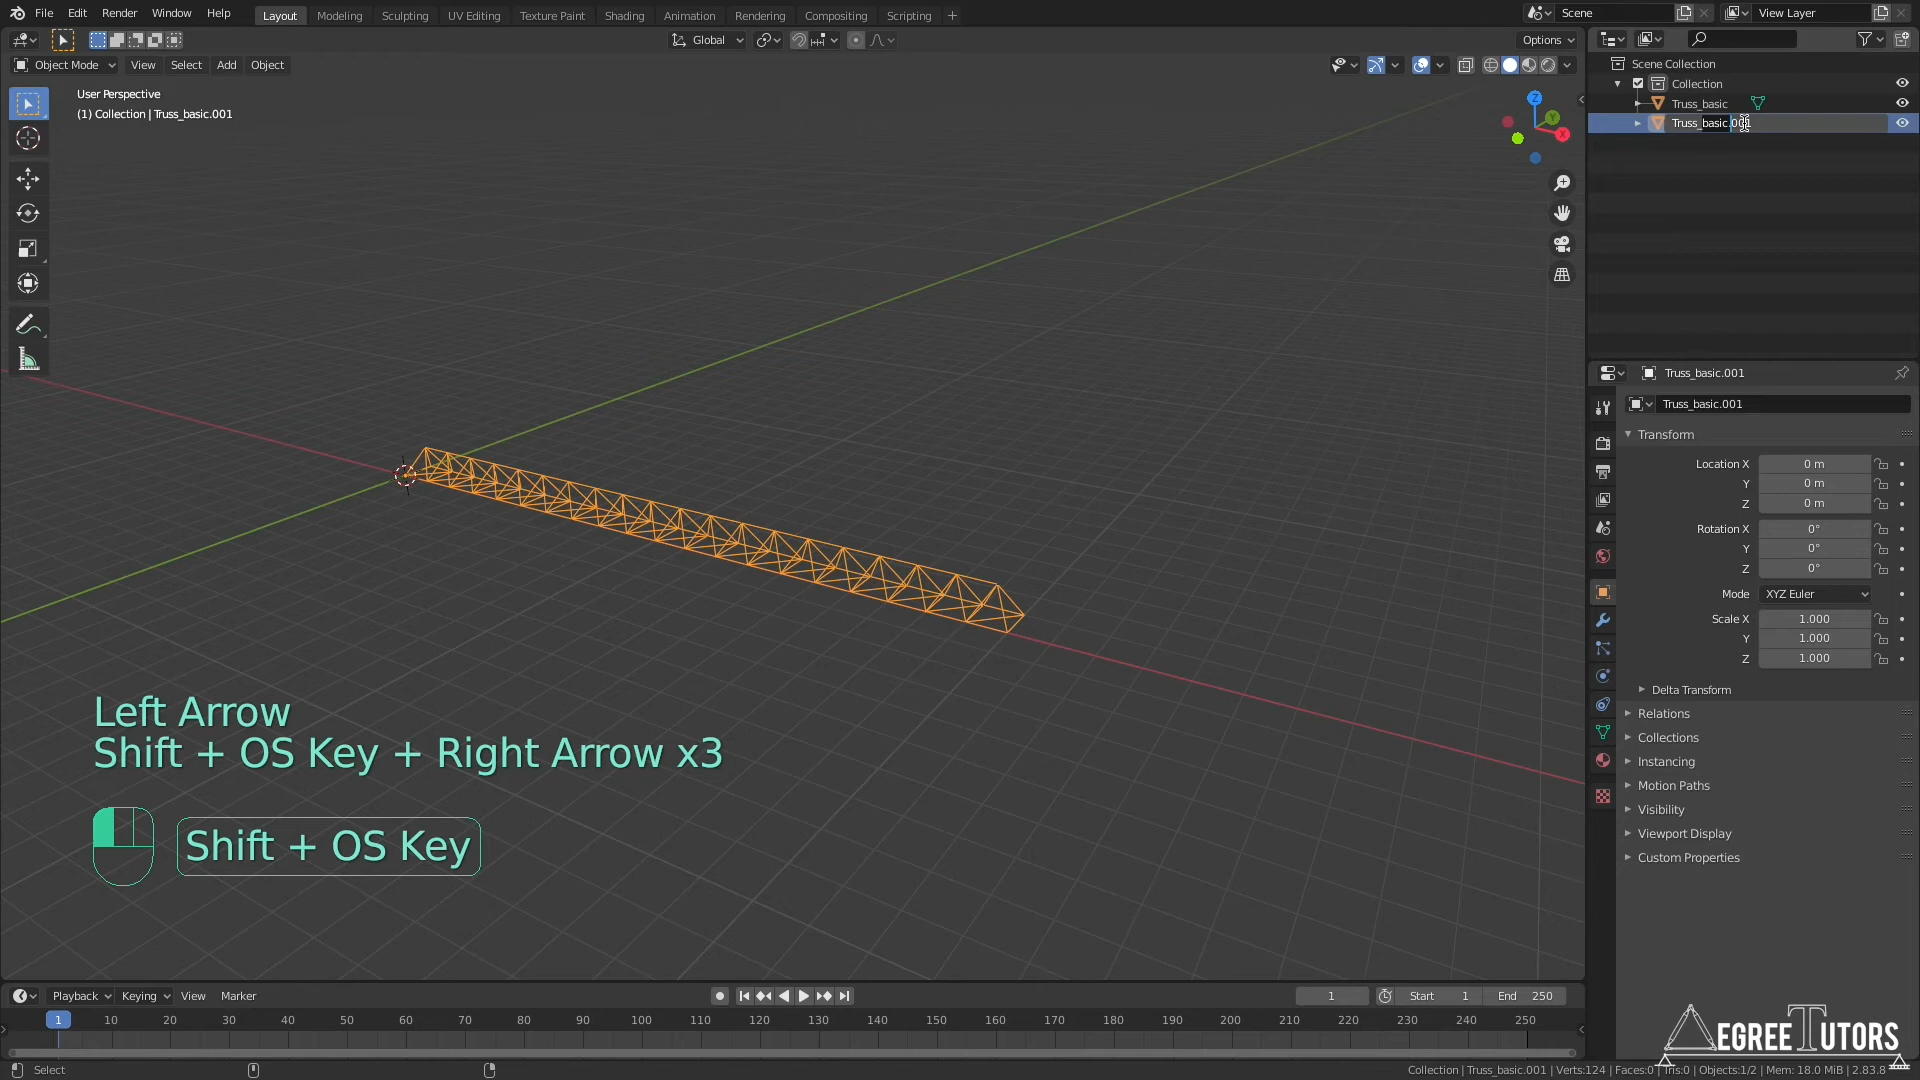 File Edit Render Window Help
Layout Modeling Sculpting UV Editing Texture Paint Shading Animation Rendering Compositing Scripting +
Scene
View Layer
Global
Options
Object Mode View Select Add Object
User Perspective
(1) Collection | Truss_basic.001
Z
Y
X
Scene Collection
Collection
Truss_basic
Truss_basic.001
Truss_basic.001
Truss_basic.001
Transform
Location X 0 m
Y 0 m
Z 0 m
Rotation X 0°
Y 0°
Z 0°
Mode XYZ Euler
Scale X 1.000
Y 1.000
Z 1.000
Delta Transform
Relations
Collections
Instancing
Motion Paths
Visibility
Viewport Display
Custom Properties
Left Arrow
Shift + OS Key + Right Arrow x3
Shift + OS Key
Playback Keying View Marker
1
Start 1
End 250
1 10 20 30 40 50 60 70 80 90 100 110 120 130 140 150 160 170 180 190 200 210 220 230 240 250
Select
EGREE TUTORS
Collection | Truss_basic.001 | Verts:124 | Faces:0 | Tris:0 | Objects:1/2 | Mem: 18.0 MiB | 2.83.8